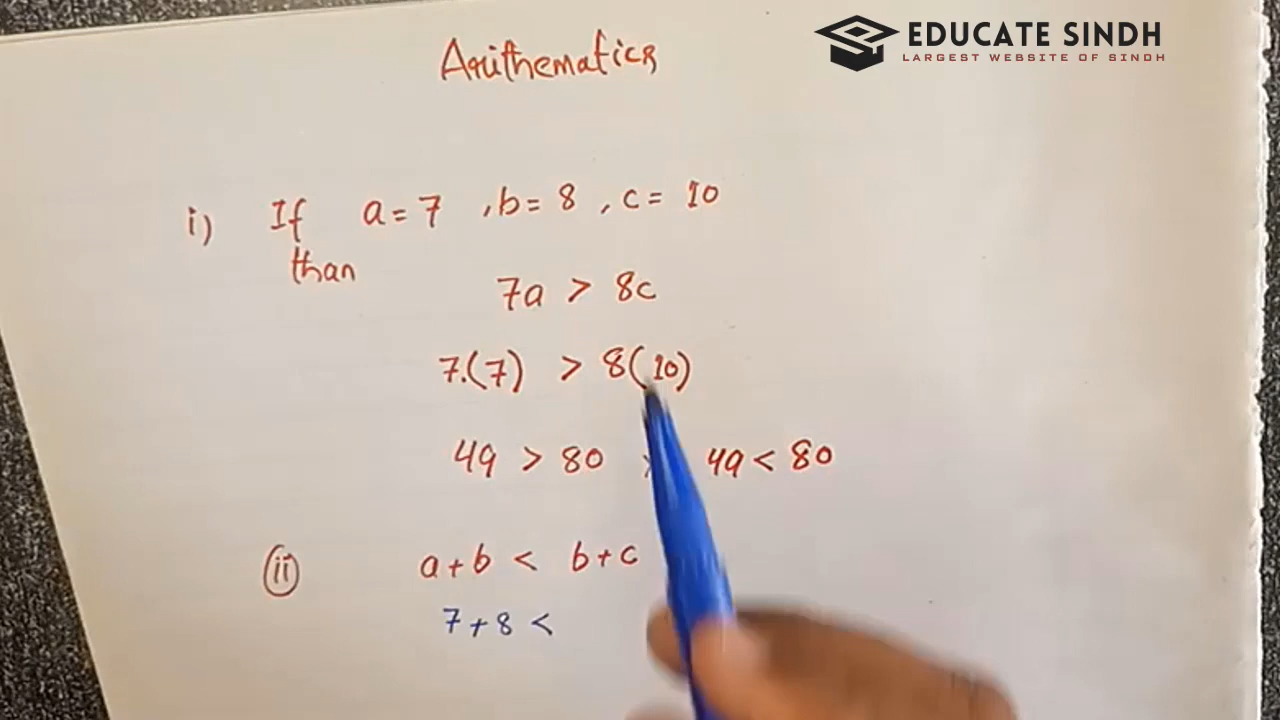 EDUCATE SINDH
LARGEST WEBSITE OF SINDH
Arithematics
i) If a = 7 , b = 8 , c = 10
than
7a > 8c
7.(7) > 8(10)
49 > 80 49 < 80
ii a + b < b + c
7 + 8 <